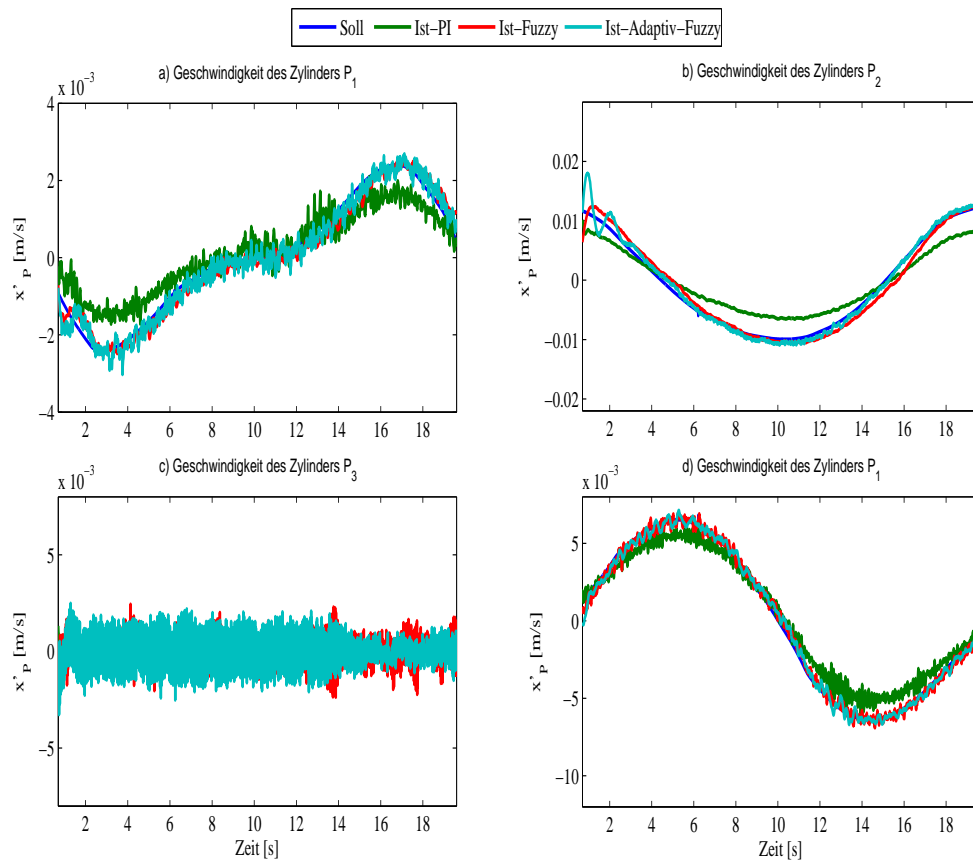 Soll Ist−PI Ist−Fuzzy Ist−Adaptiv−Fuzzy
a) Geschwindigkeit des Zylinders P1
x 10−3
4
2
0
−2
−4
x'P [m/s]
2 4 6 8 10 12 14 16 18
b) Geschwindigkeit des Zylinders P2
0.02
0.01
0
−0.01
−0.02
x'P [m/s]
2 4 6 8 10 12 14 16 18
c) Geschwindigkeit des Zylinders P3
x 10−3
5
0
−5
x'P [m/s]
2 4 6 8 10 12 14 16 18
Zeit [s]
d) Geschwindigkeit des Zylinders P1
x 10−3
5
0
−5
−10
x'P [m/s]
2 4 6 8 10 12 14 16 18
Zeit [s]